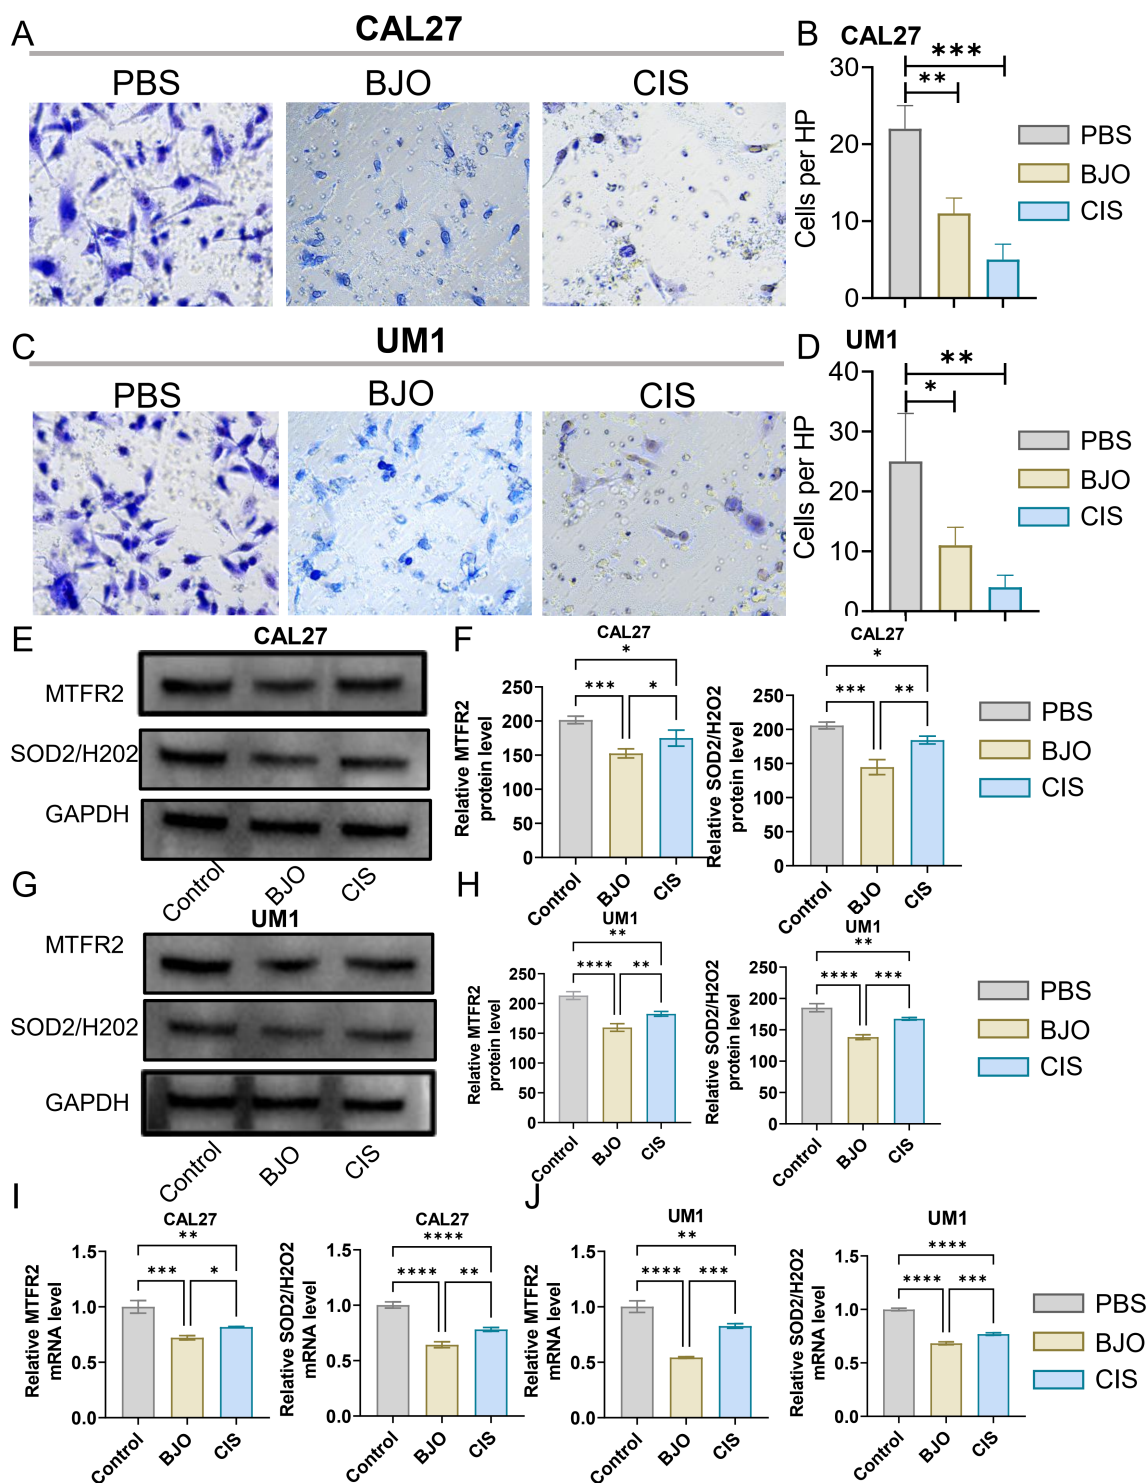 A
CAL27
PBS
BJO
CIS
B
CAL27
***
**
30
20
10
0
Cells per HP
PBS
BJO
CIS
C
UM1
PBS
BJO
CIS
D
UM1
**
*
40
30
20
10
0
Cells per HP
PBS
BJO
CIS
E
CAL27
MTFR2
SOD2/H202
GAPDH
Control
BJO
CIS
F
CAL27
*
***
*
250
200
150
100
50
0
Relative MTFR2
protein level
Control
BJO
CIS
CAL27
*
***
**
250
200
150
100
50
0
Relative SOD2/H2O2
protein level
Control
BJO
CIS
PBS
BJO
CIS
G
UM1
MTFR2
SOD2/H202
GAPDH
Control
BJO
CIS
H
UM1
**
****
**
250
200
150
100
50
0
Relative MTFR2
protein level
Control
BJO
CIS
UM1
**
****
***
250
200
150
100
50
0
Relative SOD2/H2O2
protein level
Control
BJO
CIS
PBS
BJO
CIS
I
CAL27
**
***
*
1.5
1.0
0.5
0.0
Relative MTFR2
mRNA level
Control
BJO
CIS
CAL27
****
****
**
1.5
1.0
0.5
0.0
Relative SOD2/H2O2
mRNA level
Control
BJO
CIS
J
UM1
**
****
***
1.5
1.0
0.5
0.0
Relative MTFR2
mRNA level
Control
BJO
CIS
UM1
****
****
***
1.5
1.0
0.5
0.0
Relative SOD2/H2O2
mRNA level
Control
BJO
CIS
PBS
BJO
CIS